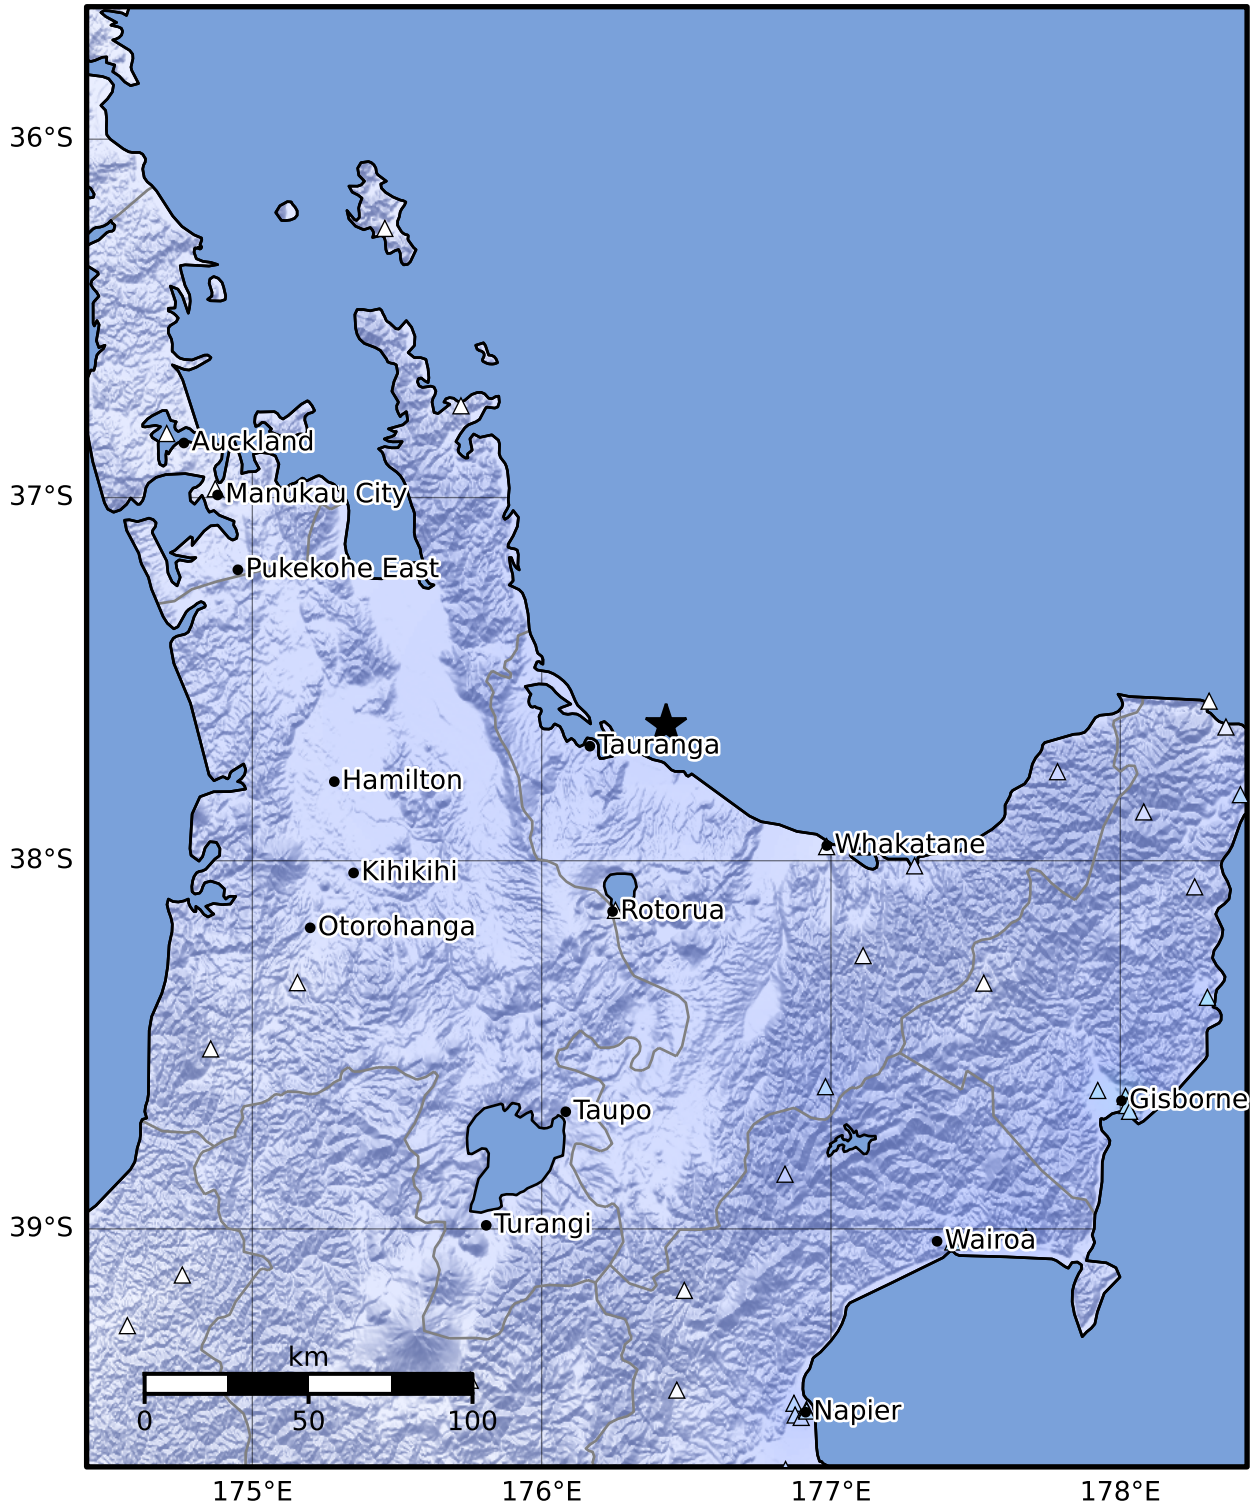 36°S
Auckland
37°S
Manukau City
Pukekohe East
Tauranga
Hamilton
Whakatane
38°S
Kihikihi
Rotorua
Otorohanga
Gisborne
Taupo
39°S
Turangi
Wairoa
km
0 50 100
Napier
175°E 176°E 177°E 178°E